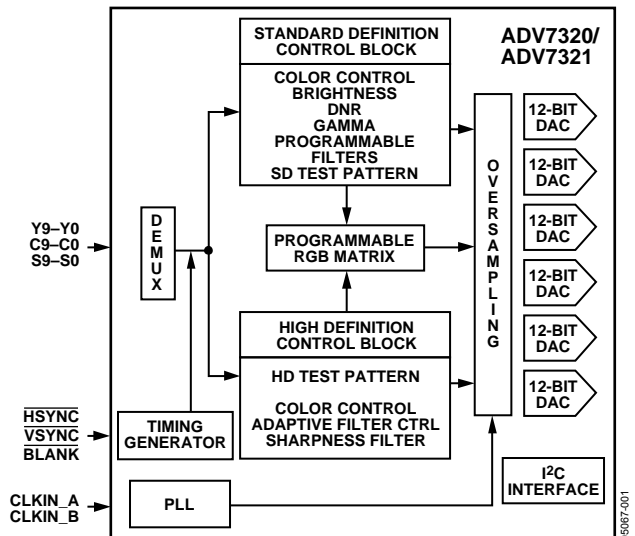 ADV7320/
ADV7321
STANDARD DEFINITION
CONTROL BLOCK
COLOR CONTROL
BRIGHTNESS
DNR
GAMMA
PROGRAMMABLE
FILTERS
SD TEST PATTERN
Y9–Y0
C9–C0
S9–S0
DEMUX
PROGRAMMABLE
RGB MATRIX
HIGH DEFINITION
CONTROL BLOCK
HD TEST PATTERN
COLOR CONTROL
ADAPTIVE FILTER CTRL
SHARPNESS FILTER
OVERSAMPLING
12-BIT
DAC
12-BIT
DAC
12-BIT
DAC
12-BIT
DAC
12-BIT
DAC
12-BIT
DAC
HSYNC
VSYNC
BLANK
TIMING
GENERATOR
CLKIN_A
CLKIN_B
PLL
I2C
INTERFACE
05067-001